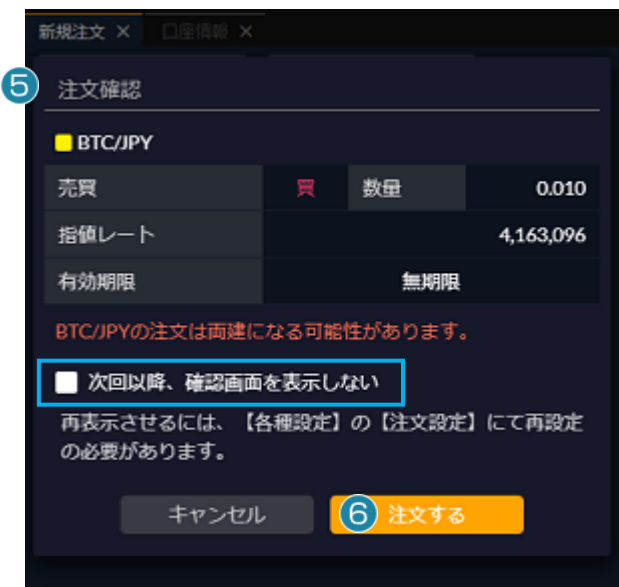 新規注文 × 口座情報 ×
5
注文確認
BTC/JPY
売買 買 数量 0.010
指値レート 4,163,096
有効期限 無期限
BTC/JPYの注文は両建になる可能性があります。
次回以降、確認画面を表示しない
再表示させるには、【各種設定】の【注文設定】にて再設定
の必要があります。
キャンセル 6 注文する